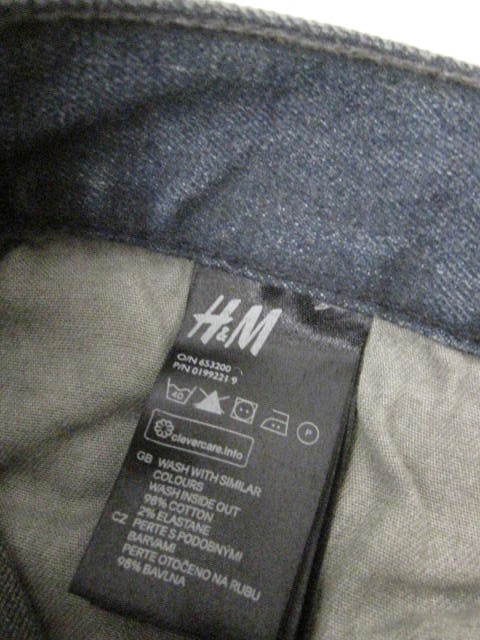 H&M
O/N 653200
P/N 0199221 9
40
P
clevercare.info
GB WASH WITH SIMILAR
COLOURS
WASH INSIDE OUT
98% COTTON
2% ELASTANE
CZ PERTE S PODOBNÝMI
BARVAMI
PERTE OTOČENO NA RUBU
98% BAVLNA